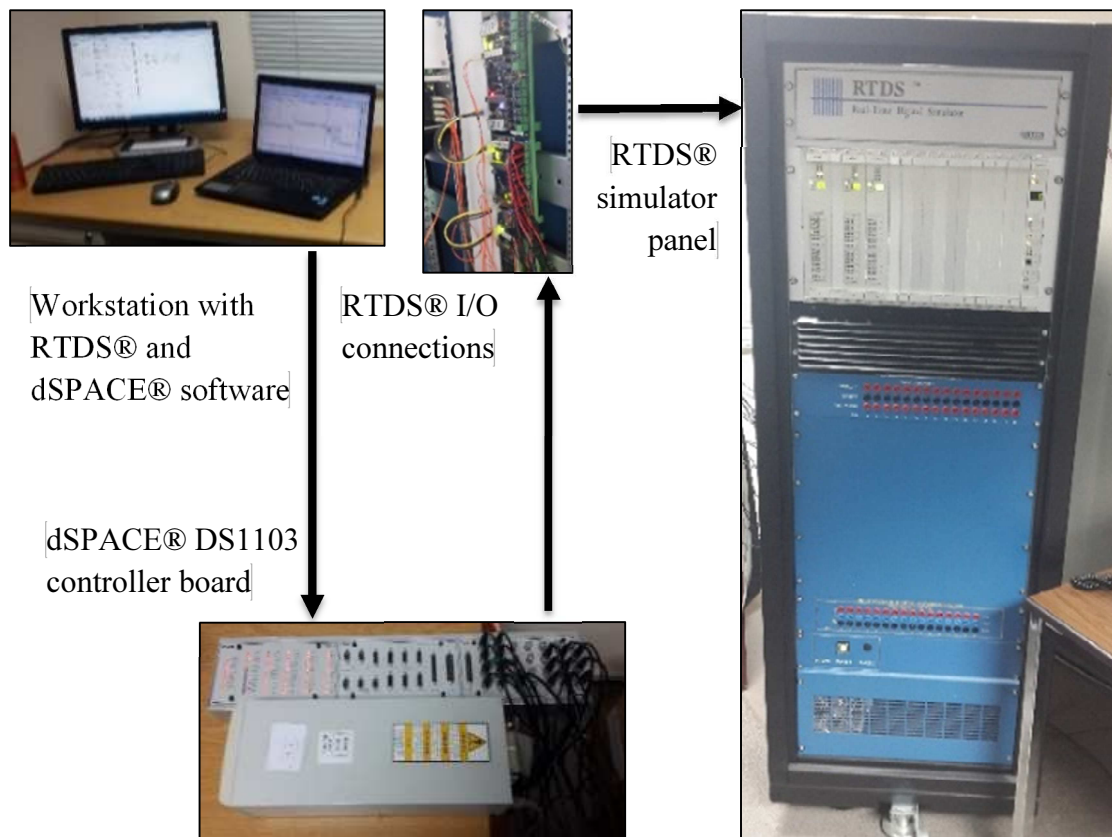 RTDS™
Real Time Digital Simulator
RTDS®
simulator
panel
Workstation with
RTDS® and
dSPACE® software
RTDS® I/O
connections
dSPACE® DS1103
controller board